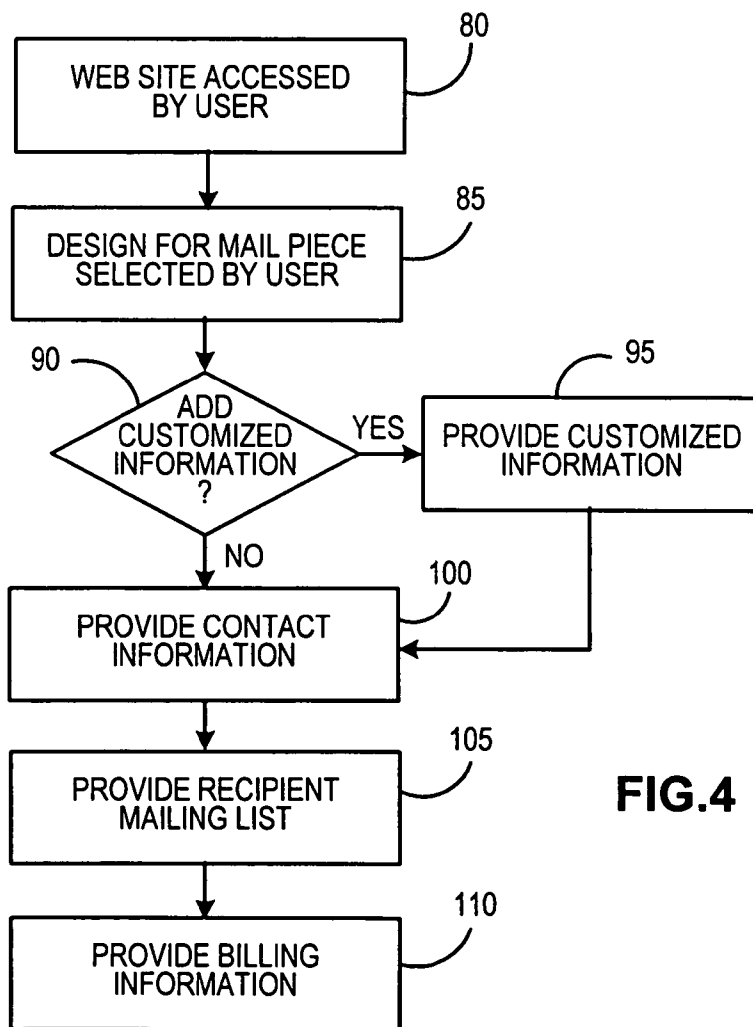 80
WEB SITE ACCESSED
BY USER
85
DESIGN FOR MAIL PIECE
SELECTED BY USER
90
ADD
CUSTOMIZED
INFORMATION
?
YES
95
PROVIDE CUSTOMIZED
INFORMATION
NO
100
PROVIDE CONTACT
INFORMATION
105
PROVIDE RECIPIENT
MAILING LIST
FIG.4
110
PROVIDE BILLING
INFORMATION